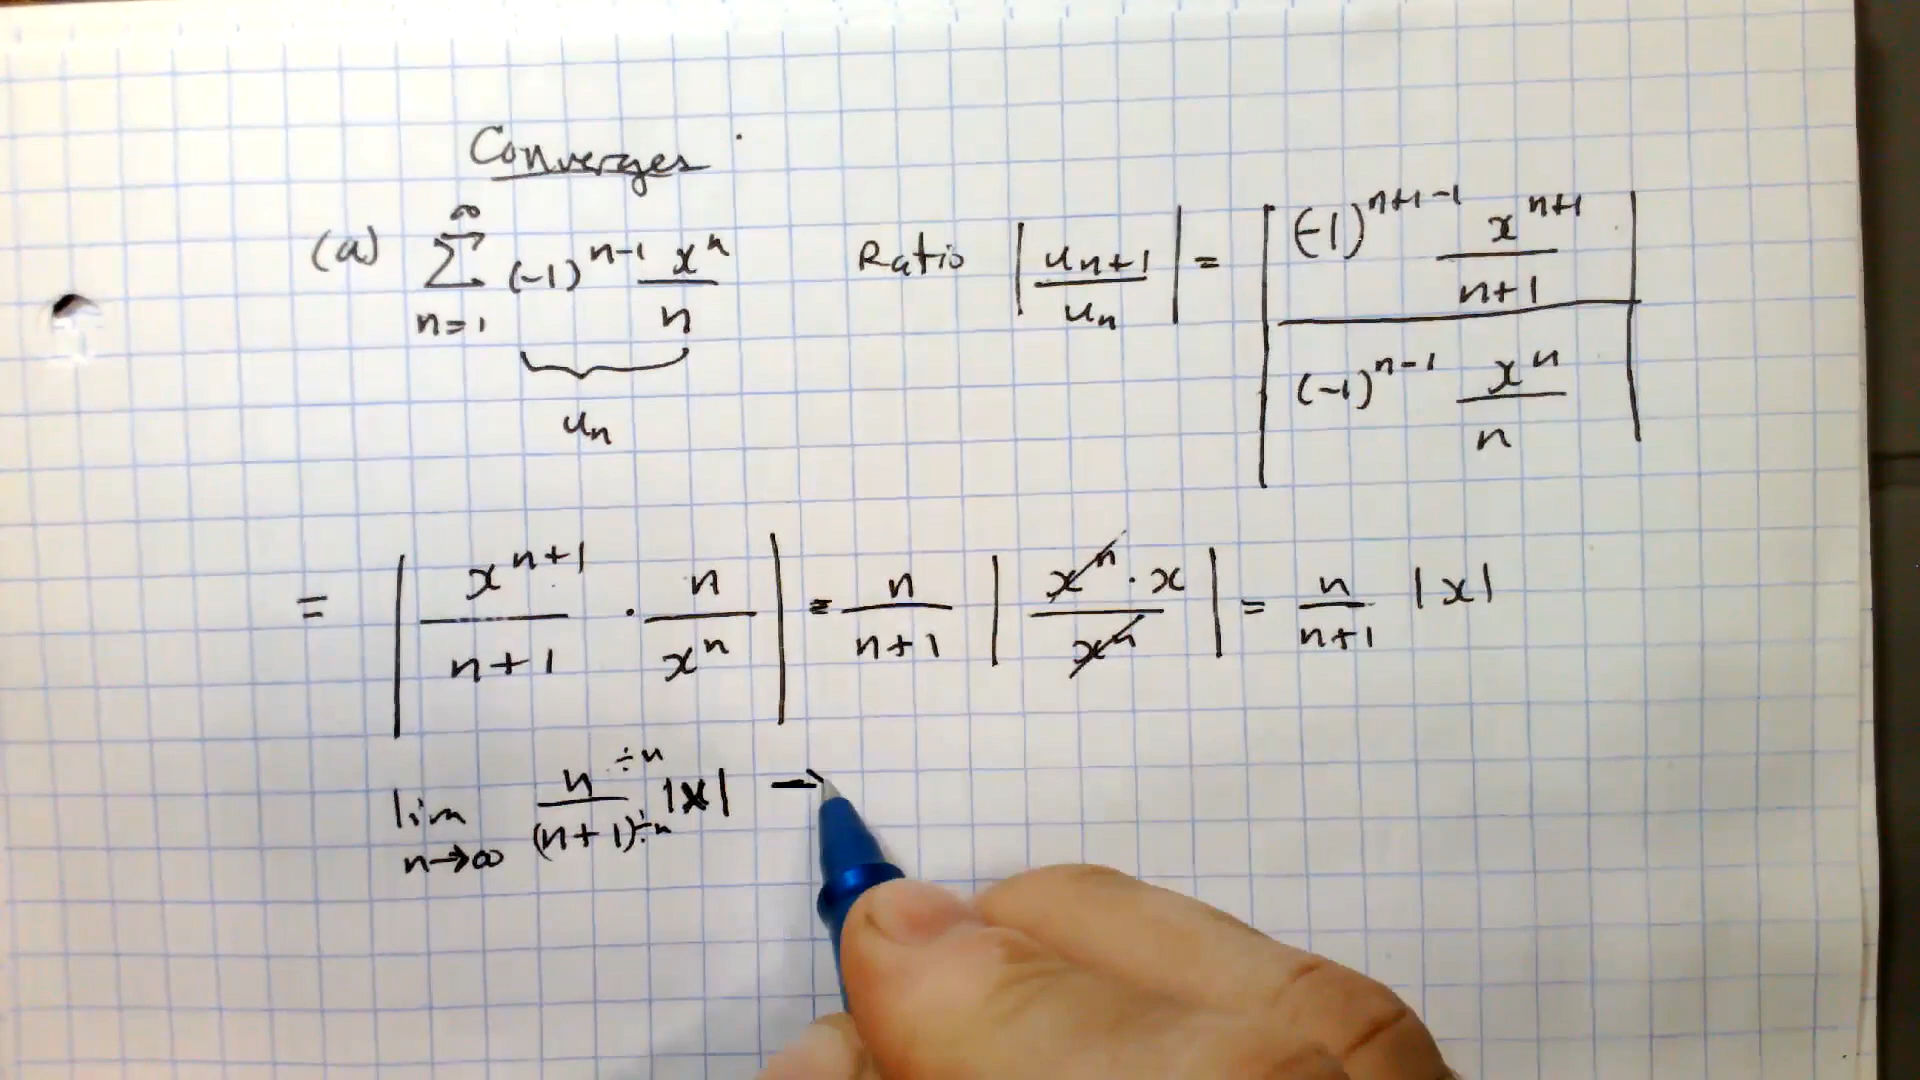 Converges
(a) ∑_{n=1}^{∞} (-1)^{n-1} x^n/n Ratio |u_{n+1}/u_n| = |((-1)^{n+1-1} x^{n+1}/(n+1))/((-1)^{n-1} x^n/n)|
u_n
= |x^{n+1}/(n+1) · n/x^n| = n/(n+1) |x^n · x/x^n| = n/(n+1) |x|
lim_{n→∞} n ÷n/(n+1) ÷n |x| →